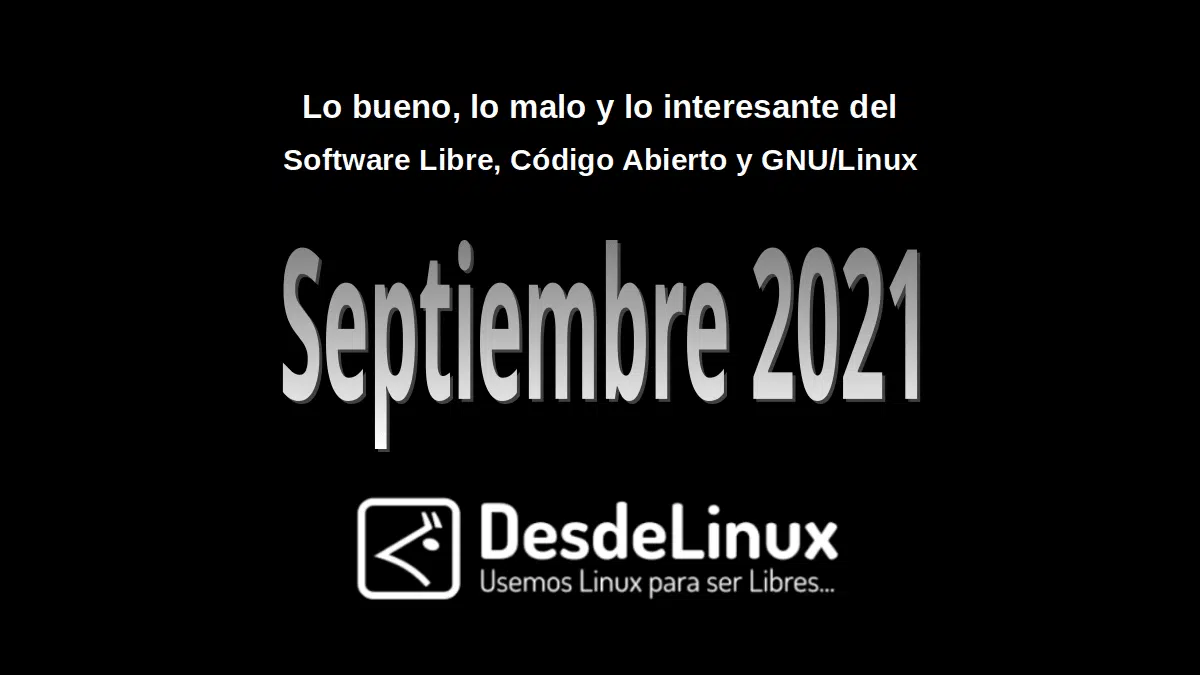 Lo bueno, lo malo y lo interesante del
Software Libre, Código Abierto y GNU/Linux
Septiembre 2021
DesdeLinux
Usemos Linux para ser Libres...